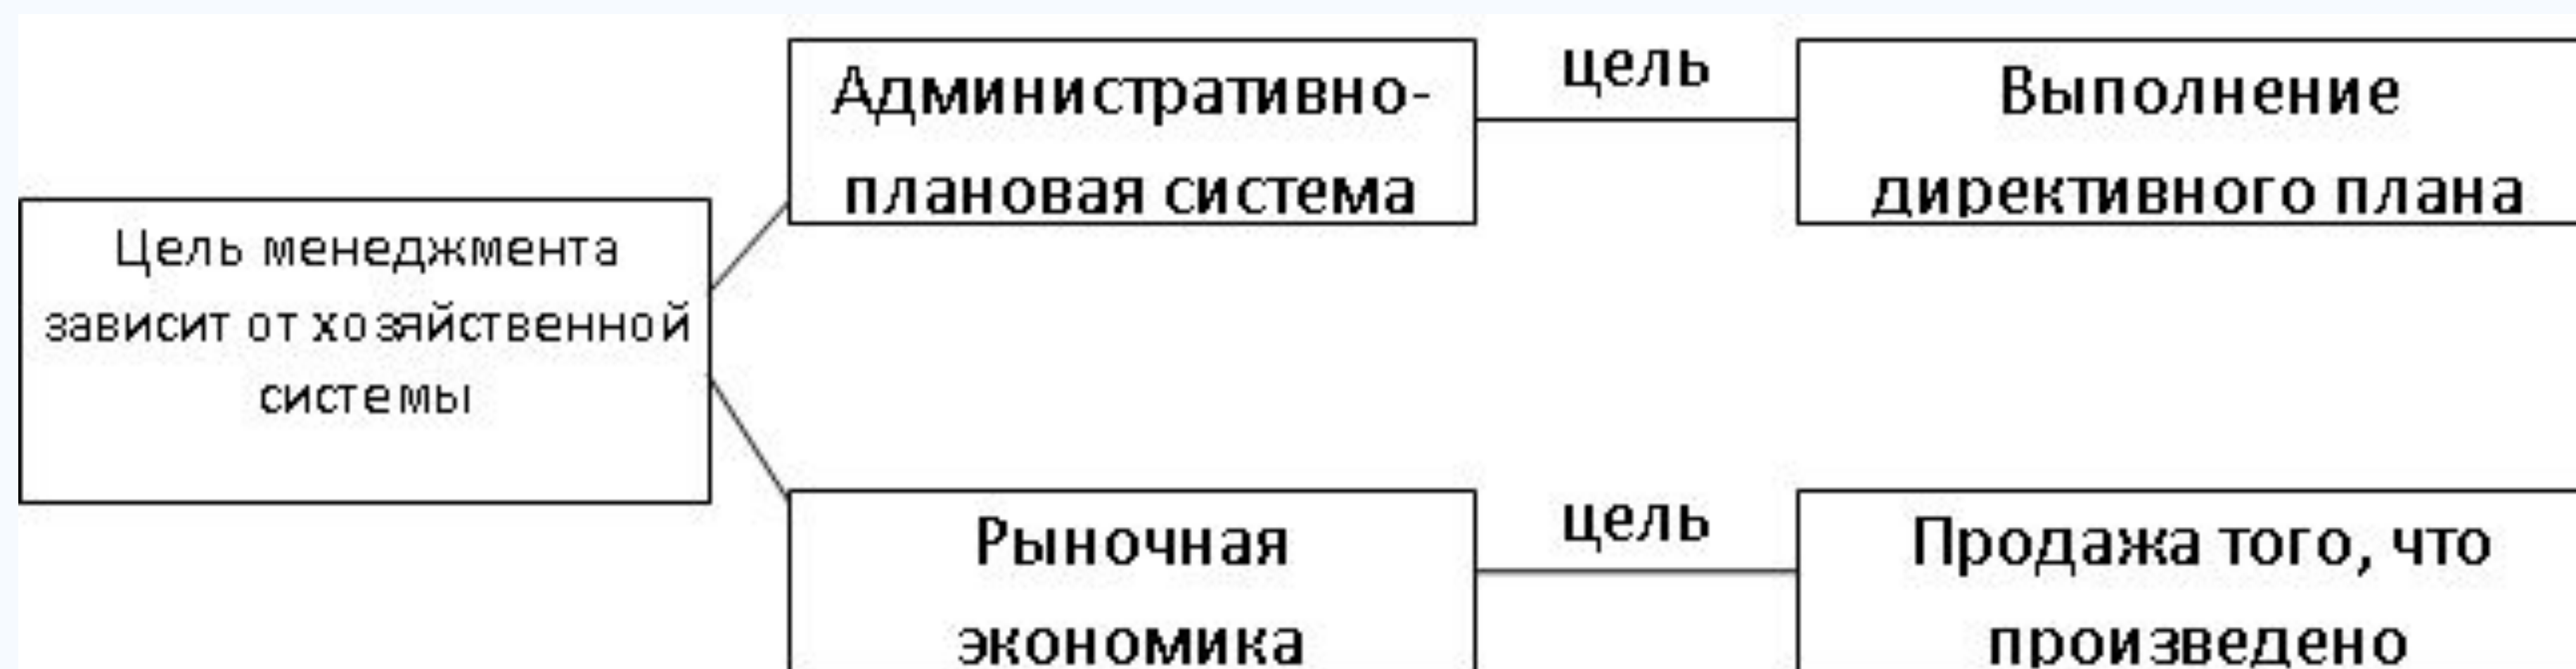 Цель менеджмента
зависит от хозяйственной
системы
Административно-
плановая система
цель
Выполнение
директивного плана
Рыночная
экономика
цель
Продажа того, что
произведено